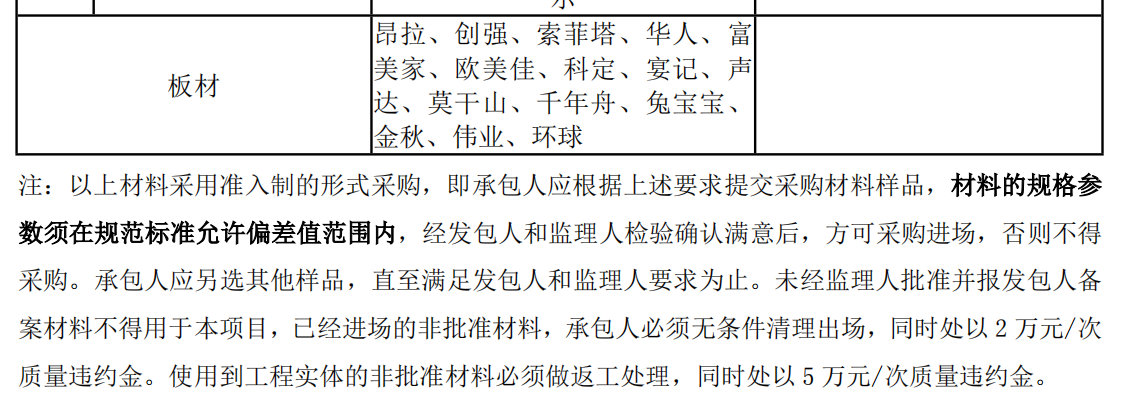 板材
昂拉、创强、索菲塔、华人、富
美家、欧美佳、科定、宴记、声
达、莫干山、千年舟、兔宝宝、
金秋、伟业、环球
注：以上材料采用准入制的形式采购，即承包人应根据上述要求提交采购材料样品，材料的规格参
数须在规范标准允许偏差值范围内，经发包人和监理人检验确认满意后，方可采购进场，否则不得
采购。承包人应另选其他样品，直至满足发包人和监理人要求为止。未经监理人批准并报发包人备
案材料不得用于本项目，已经进场的非批准材料，承包人必须无条件清理出场，同时处以 2 万元/次
质量违约金。使用到工程实体的非批准材料必须做返工处理，同时处以 5 万元/次质量违约金。